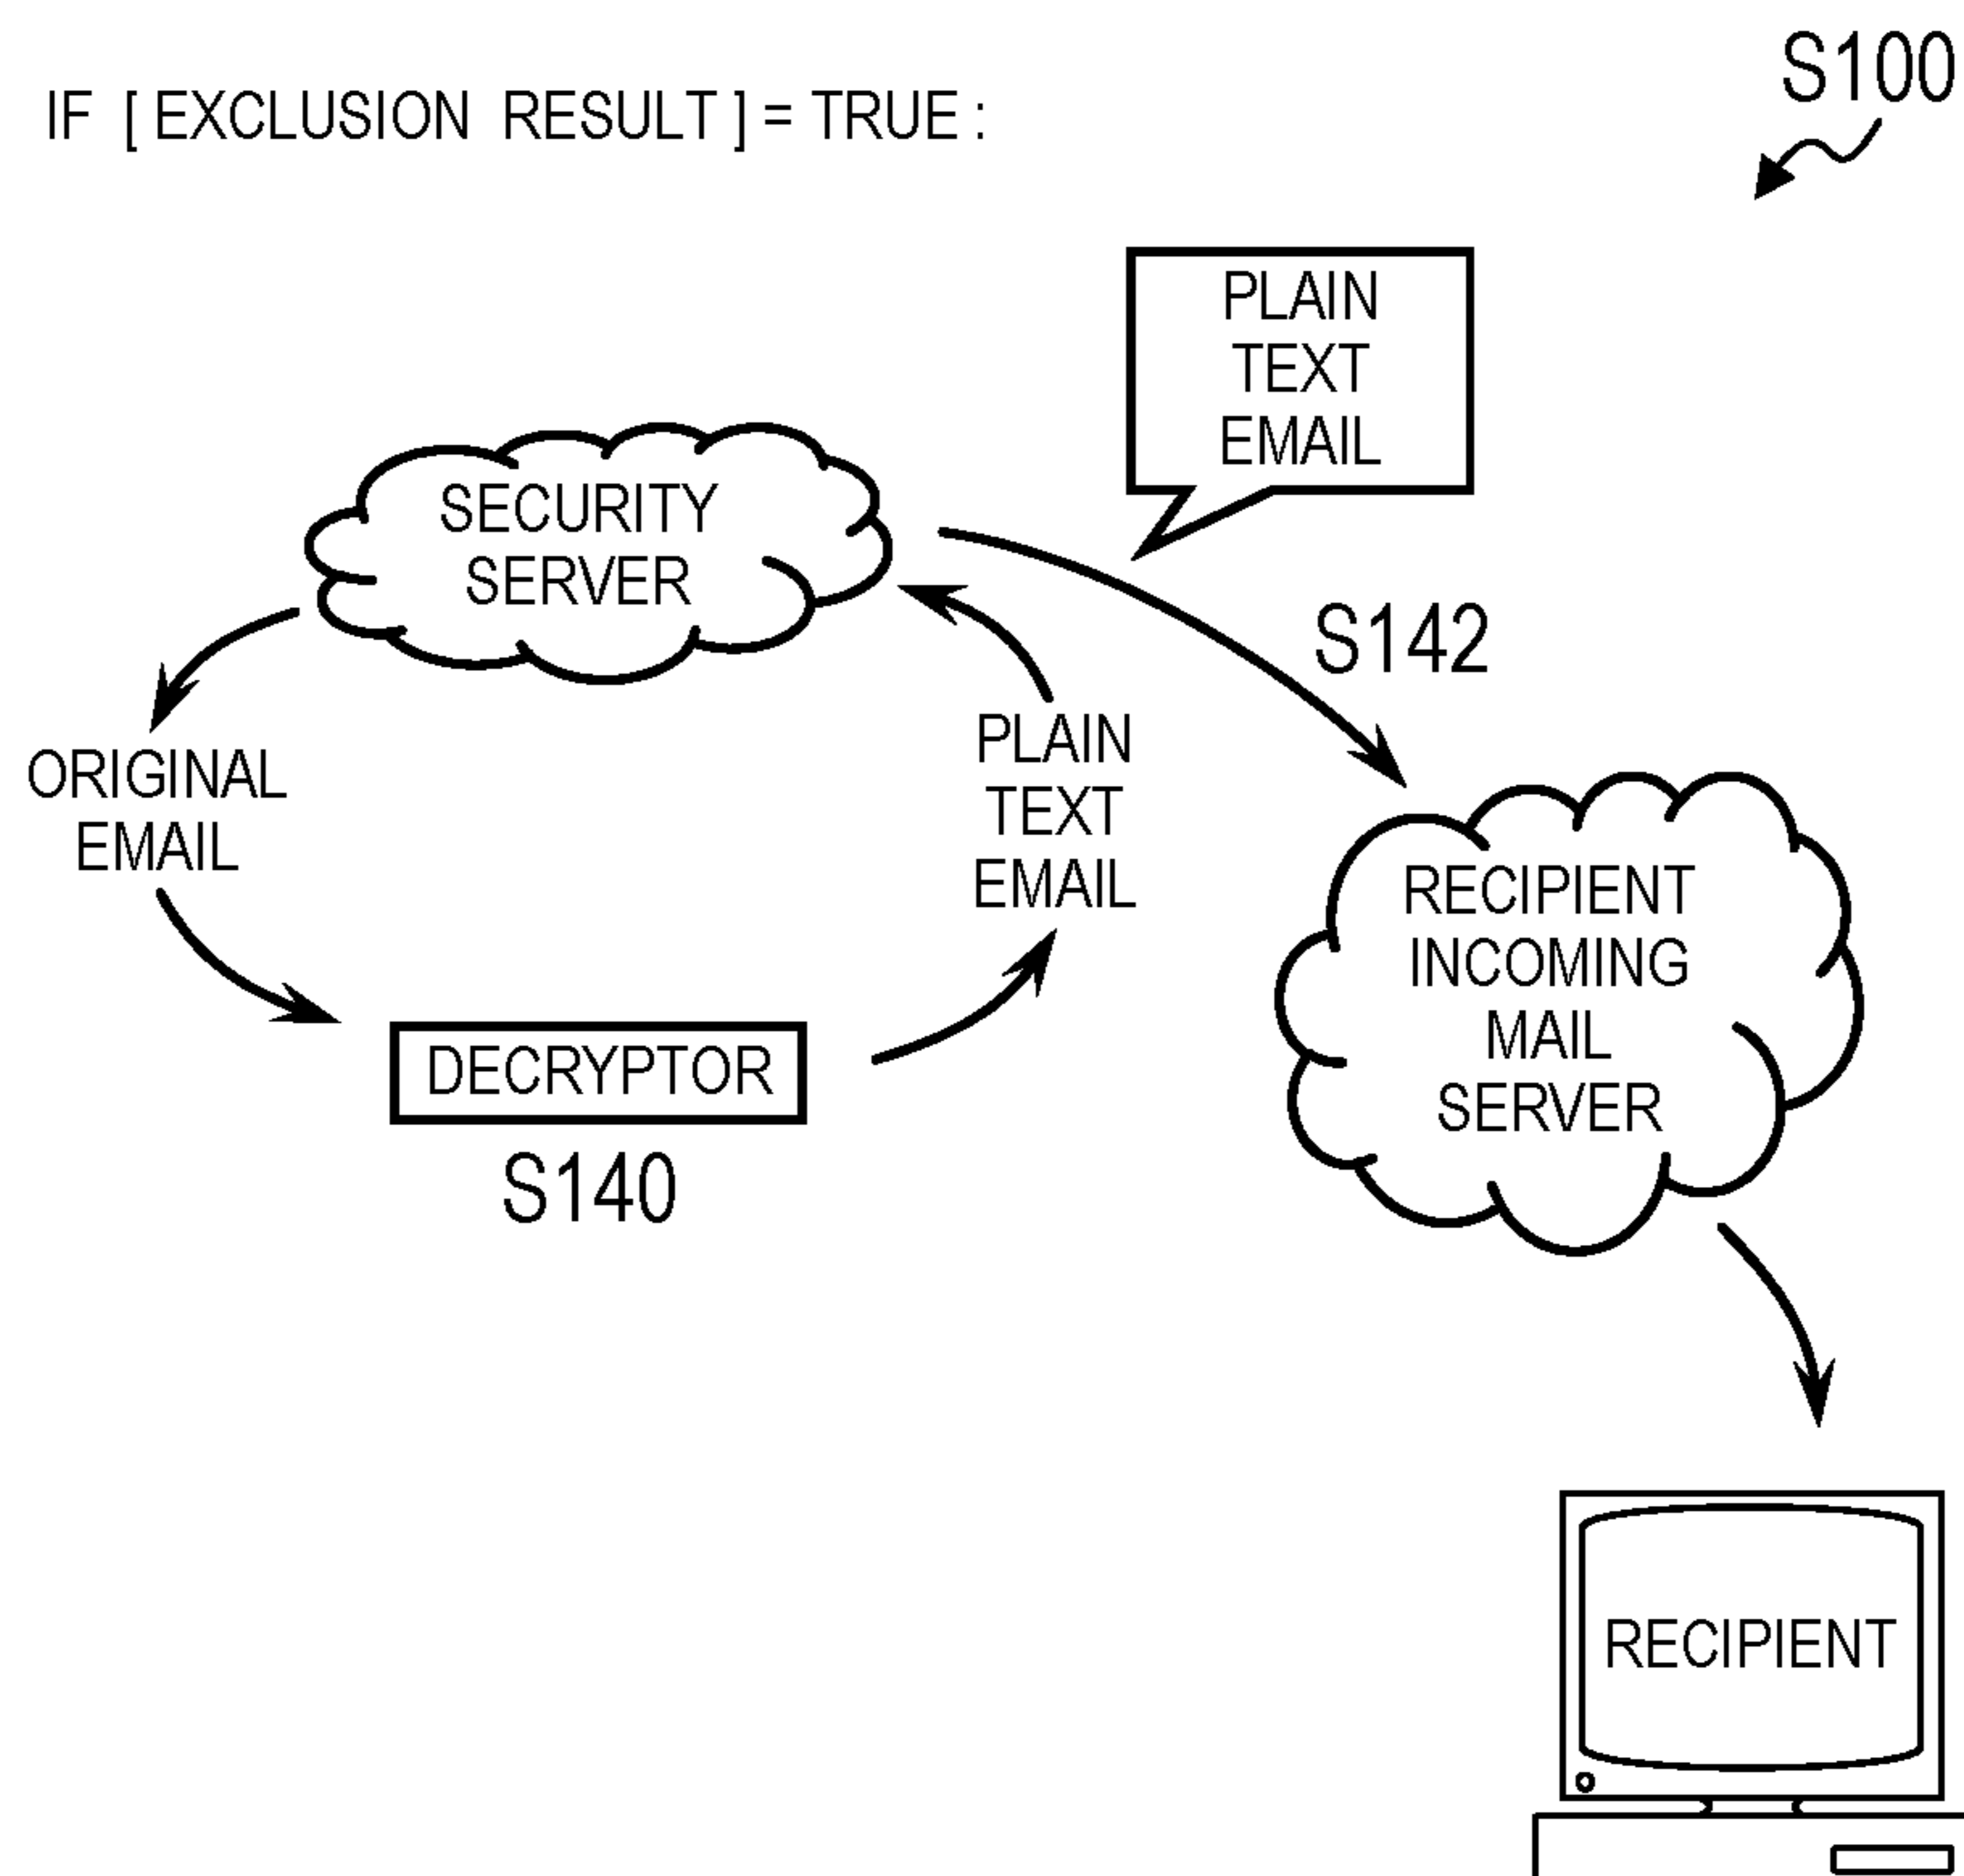 S100
IF [ EXCLUSION RESULT ] = TRUE :
PLAIN
TEXT
EMAIL
SECURITY
SERVER
S142
ORIGINAL
EMAIL
PLAIN
TEXT
EMAIL
RECIPIENT
INCOMING
MAIL
SERVER
DECRYPTOR
S140
RECIPIENT